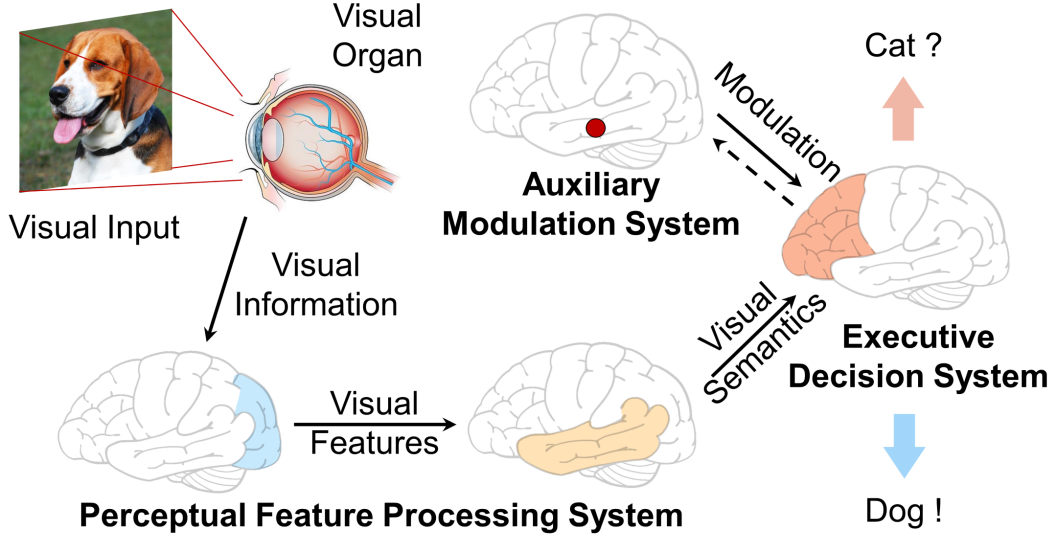 Visual
Organ
Visual Input
Visual
Information
Visual
Features
Perceptual Feature Processing System
Auxiliary
Modulation System
Modulation
Visual
Semantics
Cat ?
Executive
Decision System
Dog !